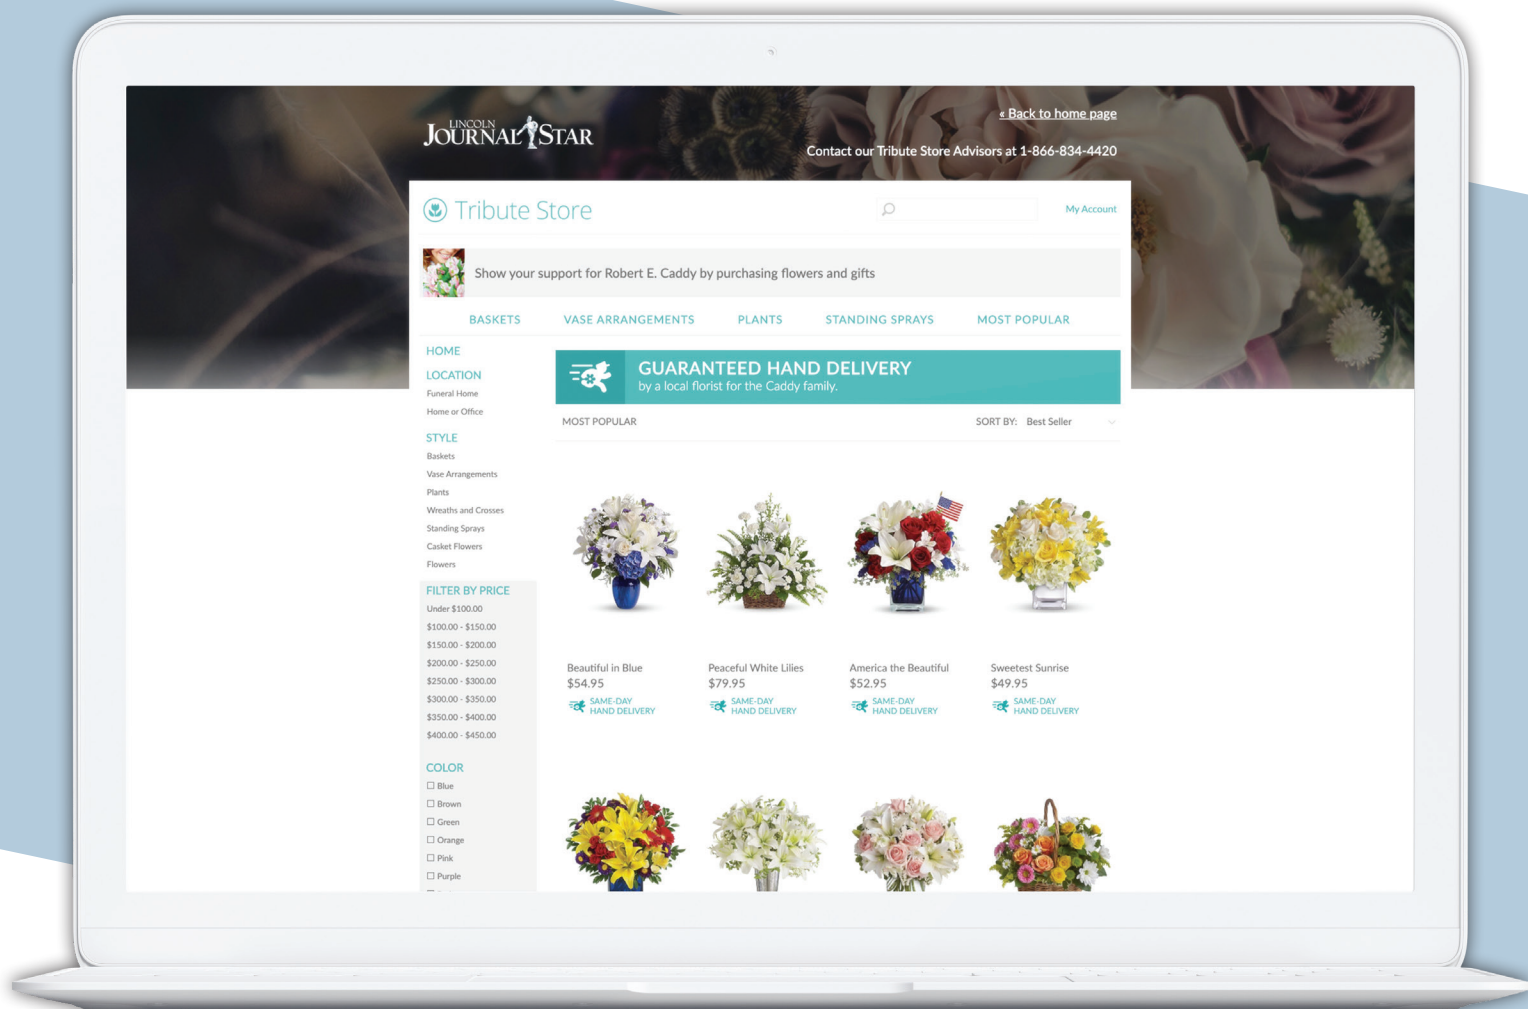 LINCOLN
JOURNAL STAR
« Back to home page
Contact our Tribute Store Advisors at 1-866-834-4420
Tribute Store
My Account
Show your support for Robert E. Caddy by purchasing flowers and gifts
BASKETS VASE ARRANGEMENTS PLANTS STANDING SPRAYS MOST POPULAR
HOME
LOCATION
Funeral Home
Home or Office
STYLE
Baskets
Vase Arrangements
Plants
Wreaths and Crosses
Standing Sprays
Casket Flowers
Flowers
FILTER BY PRICE
Under $100.00
$100.00 - $150.00
$150.00 - $200.00
$200.00 - $250.00
$250.00 - $300.00
$300.00 - $350.00
$350.00 - $400.00
$400.00 - $450.00
COLOR
Blue
Brown
Green
Orange
Pink
Purple
GUARANTEED HAND DELIVERY
by a local florist for the Caddy family.
MOST POPULAR SORT BY: Best Seller
Beautiful in Blue
$54.95
SAME-DAY
HAND DELIVERY
Peaceful White Lilies
$79.95
SAME-DAY
HAND DELIVERY
America the Beautiful
$52.95
SAME-DAY
HAND DELIVERY
Sweetest Sunrise
$49.95
SAME-DAY
HAND DELIVERY